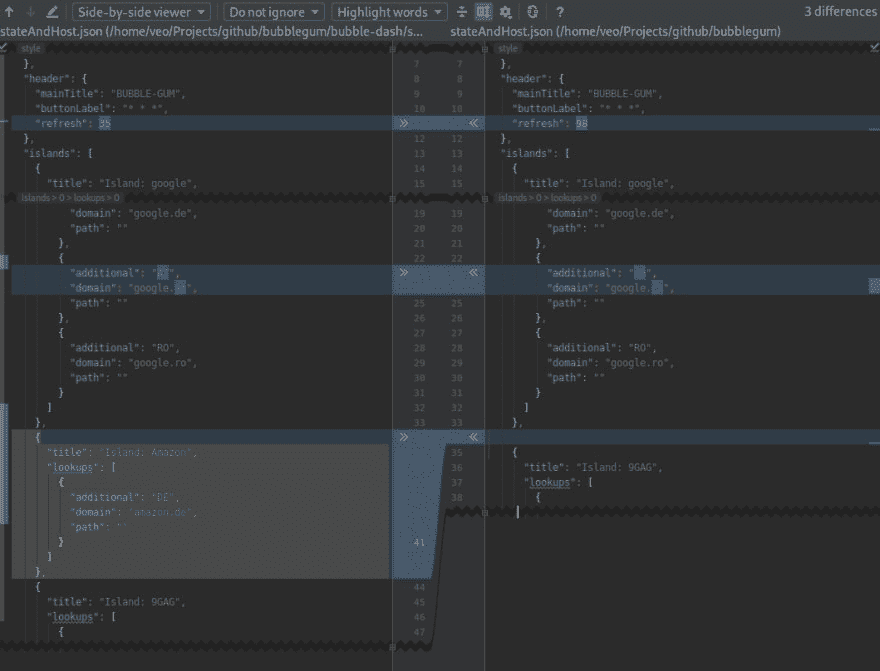 Side-by-side viewer Do not ignore Highlight words ? 3 differences
stateAndHost.json (/home/veo/Projects/github/bubblegum/bubble-dash/s... stateAndHost.json (/home/veo/Projects/github/bubblegum)
style
},
"header": {
"mainTitle": "BUBBLE-GUM",
"buttonLabel": "* * *",
"refresh": 35
},
"islands": [
{
"title": "Island: google",
islands > 0 > lookups > 0
"domain": "google.de",
"path": ""
},
{
"additional": " ",
"domain": "google. ",
"path": ""
},
{
"additional": "RO",
"domain": "google.ro",
"path": ""
}
]
},
{
"title": "Island: Amazon",
"lookups": [
{
"additional": "DE",
"domain": "amazon.de",
"path": ""
}
]
},
{
"title": "Island: 9GAG",
"lookups": [
{
7 7
8 8
9 9
10 10
12 12
13 13
14 14
15 15
19 19
20 20
21 21
22 22
25 25
26 26
27 27
28 28
29 29
30 30
31 31
32 32
33 33
35
36
37
38
41
44
45
46
47
style
},
"header": {
"mainTitle": "BUBBLE-GUM",
"buttonLabel": "* * *",
"refresh": 98
},
"islands": [
{
"title": "Island: google",
islands > 0 > lookups > 0
"domain": "google.de",
"path": ""
},
{
"additional": " ",
"domain": "google. ",
"path": ""
},
{
"additional": "RO",
"domain": "google.ro",
"path": ""
}
]
},
{
"title": "Island: 9GAG",
"lookups": [
{